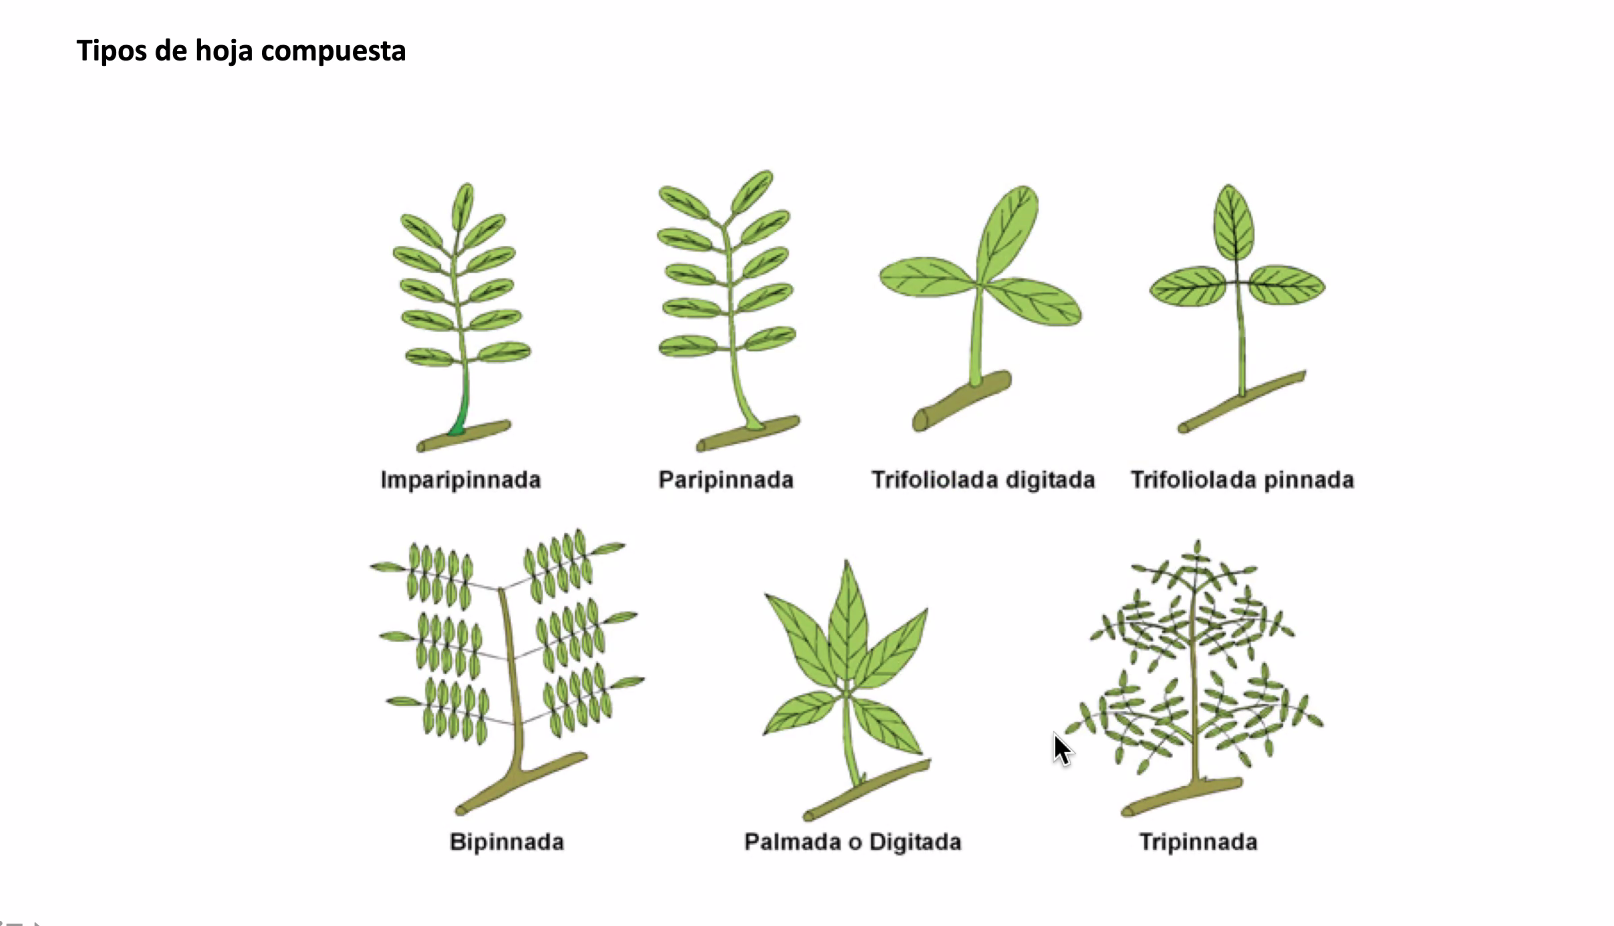 Tipos de hoja compuesta
Imparipinnada
Paripinnada
Trifoliolada digitada
Trifoliolada pinnada
Bipinnada
Palmada o Digitada
Tripinnada